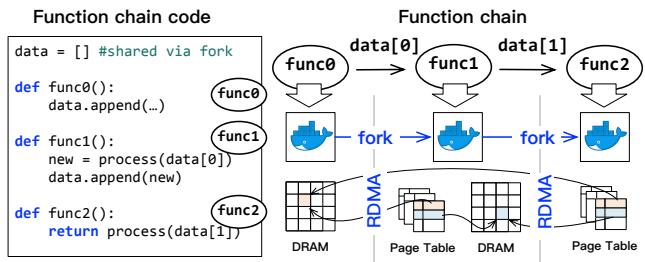 Function chain code
data = [] #shared via fork
def func0():
    data.append(…)
func0
def func1():
    new = process(data[0])
    data.append(new)
func1
def func2():
    return process(data[1])
func2
Function chain
func0
data[0]
func1
data[1]
func2
fork
fork
RDMA
RDMA
DRAM
Page Table
DRAM
Page Table